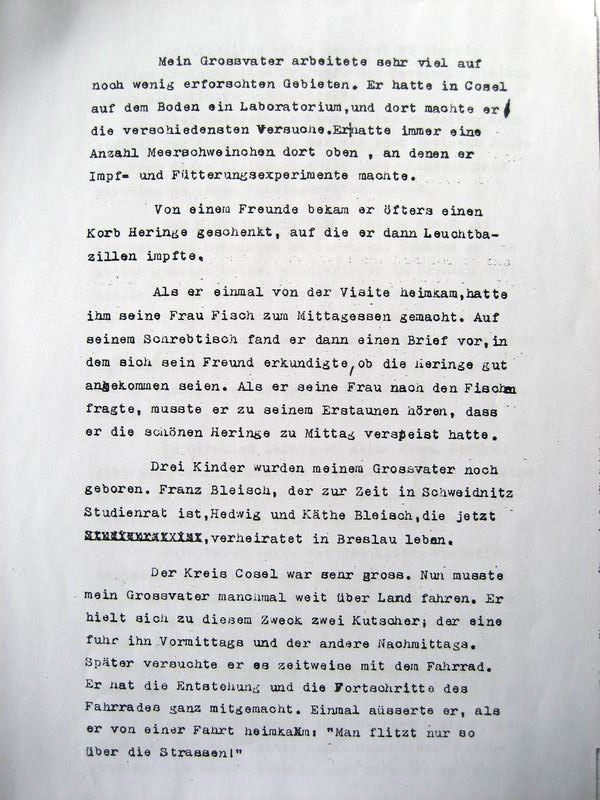 Mein Grossvater arbeitete sehr viel auf
noch wenig erforschten Gebieten. Er hatte in Cosel
auf dem Boden ein Laboratorium,und dort machte er
die verschiedensten Versuche.Er hatte immer eine
Anzahl Meerschweinchen dort oben , an denen er
Impf- und Fütterungsexperimente machte.
Von einem Freunde bekam er öfters einen
Korb Heringe geschenkt, auf die er dann Leuchtba-
zillen impfte.
Als er einmal von der Visite heimkam,hatte
ihm seine Frau Fisch zum Mittagessen gemacht. Auf
seinem Schrebtisch fand er dann einen Brief vor,in
dem sich sein Freund erkundigte,ob die Heringe gut
angekommen seien. Als er seine Frau nach den Fischen
fragte, musste er zu seinem Erstaunen hören, dass
er die schönen Heringe zu Mittag verspeist hatte.
Drei Kinder wurden meinem Grossvater noch
geboren. Franz Bleisch, der zur Zeit in Schweidnitz
Studienrat ist,Hedwig und Käthe Bleisch,die jetzt
,verheiratet in Breslau leben.
Der Kreis Cosel war sehr gross. Nun musste
mein Grossvater manchmal weit über Land fahren. Er
hielt sich zu diesem Zweck zwei Kutscher; der eine
fuhr ihn Vormittags und der andere Nachmittags.
Später versuchte er es zeitweise mit dem Fahrrad.
Er hat die Entstehung und die Fortschritte des
Fahrrades ganz mitgemacht. Einmal aüsserte er, als
er von einer Fahrt heimkam: "Man flitzt nur so
über die Strassen!"